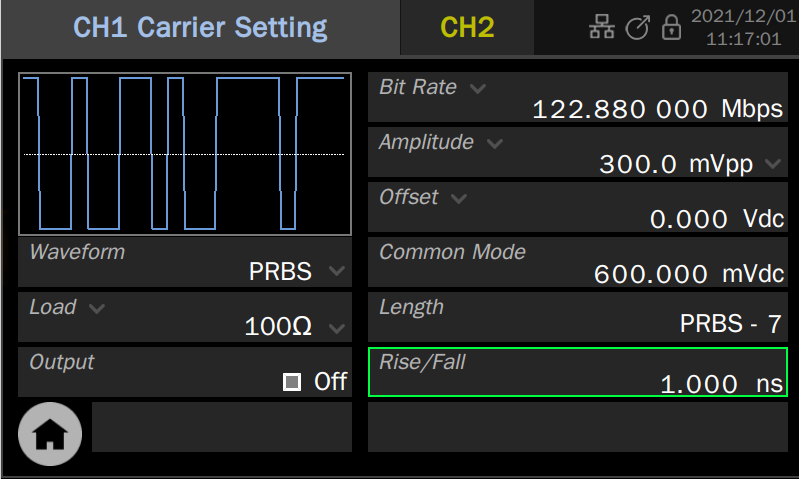 CH1 Carrier Setting
CH2
2021/12/01
11:17:01
Waveform
PRBS
Load
100Ω
Output
Off
Bit Rate
122.880 000 Mbps
Amplitude
300.0 mVpp
Offset
0.000 Vdc
Common Mode
600.000 mVdc
Length
PRBS - 7
Rise/Fall
1.000 ns